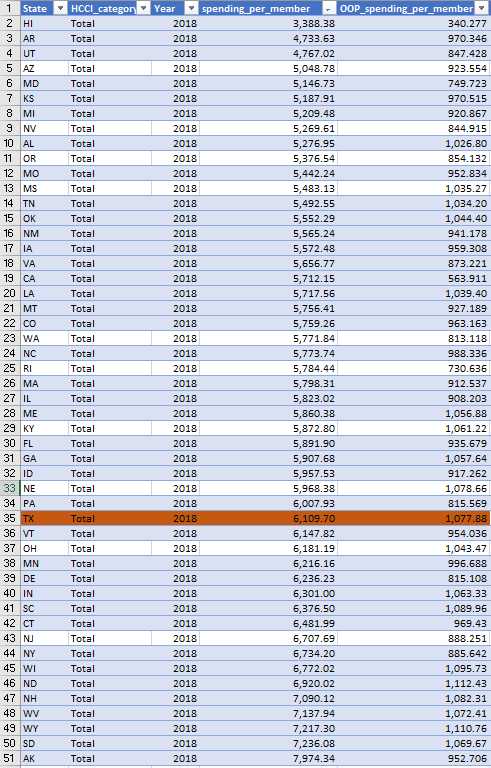 1 State HCCI_category Year spending_per_member OOP_spending_per_member
2 HI Total 2018 3,388.38 340.277
3 AR Total 2018 4,733.63 970.346
4 UT Total 2018 4,767.02 847.428
5 AZ Total 2018 5,048.78 923.554
6 MD Total 2018 5,146.73 749.723
7 KS Total 2018 5,187.91 970.515
8 MI Total 2018 5,209.48 920.867
9 NV Total 2018 5,269.61 844.915
10 AL Total 2018 5,276.95 1,026.80
11 OR Total 2018 5,376.54 854.132
12 MO Total 2018 5,442.24 952.834
13 MS Total 2018 5,483.13 1,035.27
14 TN Total 2018 5,492.55 1,034.20
15 OK Total 2018 5,552.29 1,044.40
16 NM Total 2018 5,565.24 941.178
17 IA Total 2018 5,572.48 959.308
18 VA Total 2018 5,656.77 873.221
19 CA Total 2018 5,712.15 563.911
20 LA Total 2018 5,717.56 1,039.40
21 MT Total 2018 5,756.41 927.189
22 CO Total 2018 5,759.26 963.163
23 WA Total 2018 5,771.84 813.118
24 NC Total 2018 5,773.74 988.336
25 RI Total 2018 5,784.44 730.636
26 MA Total 2018 5,798.31 912.537
27 IL Total 2018 5,823.02 908.203
28 ME Total 2018 5,860.38 1,056.88
29 KY Total 2018 5,872.80 1,061.22
30 FL Total 2018 5,891.90 935.679
31 GA Total 2018 5,907.68 1,057.64
32 ID Total 2018 5,957.53 917.262
33 NE Total 2018 5,968.38 1,078.66
34 PA Total 2018 6,007.93 815.569
35 TX Total 2018 6,109.70 1,077.88
36 VT Total 2018 6,147.82 954.036
37 OH Total 2018 6,181.19 1,043.47
38 MN Total 2018 6,216.16 996.688
39 DE Total 2018 6,236.23 815.108
40 IN Total 2018 6,301.00 1,063.33
41 SC Total 2018 6,376.50 1,089.96
42 CT Total 2018 6,481.99 969.43
43 NJ Total 2018 6,707.69 888.251
44 NY Total 2018 6,734.20 885.642
45 WI Total 2018 6,772.02 1,095.73
46 ND Total 2018 6,920.02 1,112.43
47 NH Total 2018 7,090.12 1,082.31
48 WV Total 2018 7,137.94 1,072.41
49 WY Total 2018 7,217.30 1,110.76
50 SD Total 2018 7,236.08 1,069.67
51 AK Total 2018 7,974.34 952.706